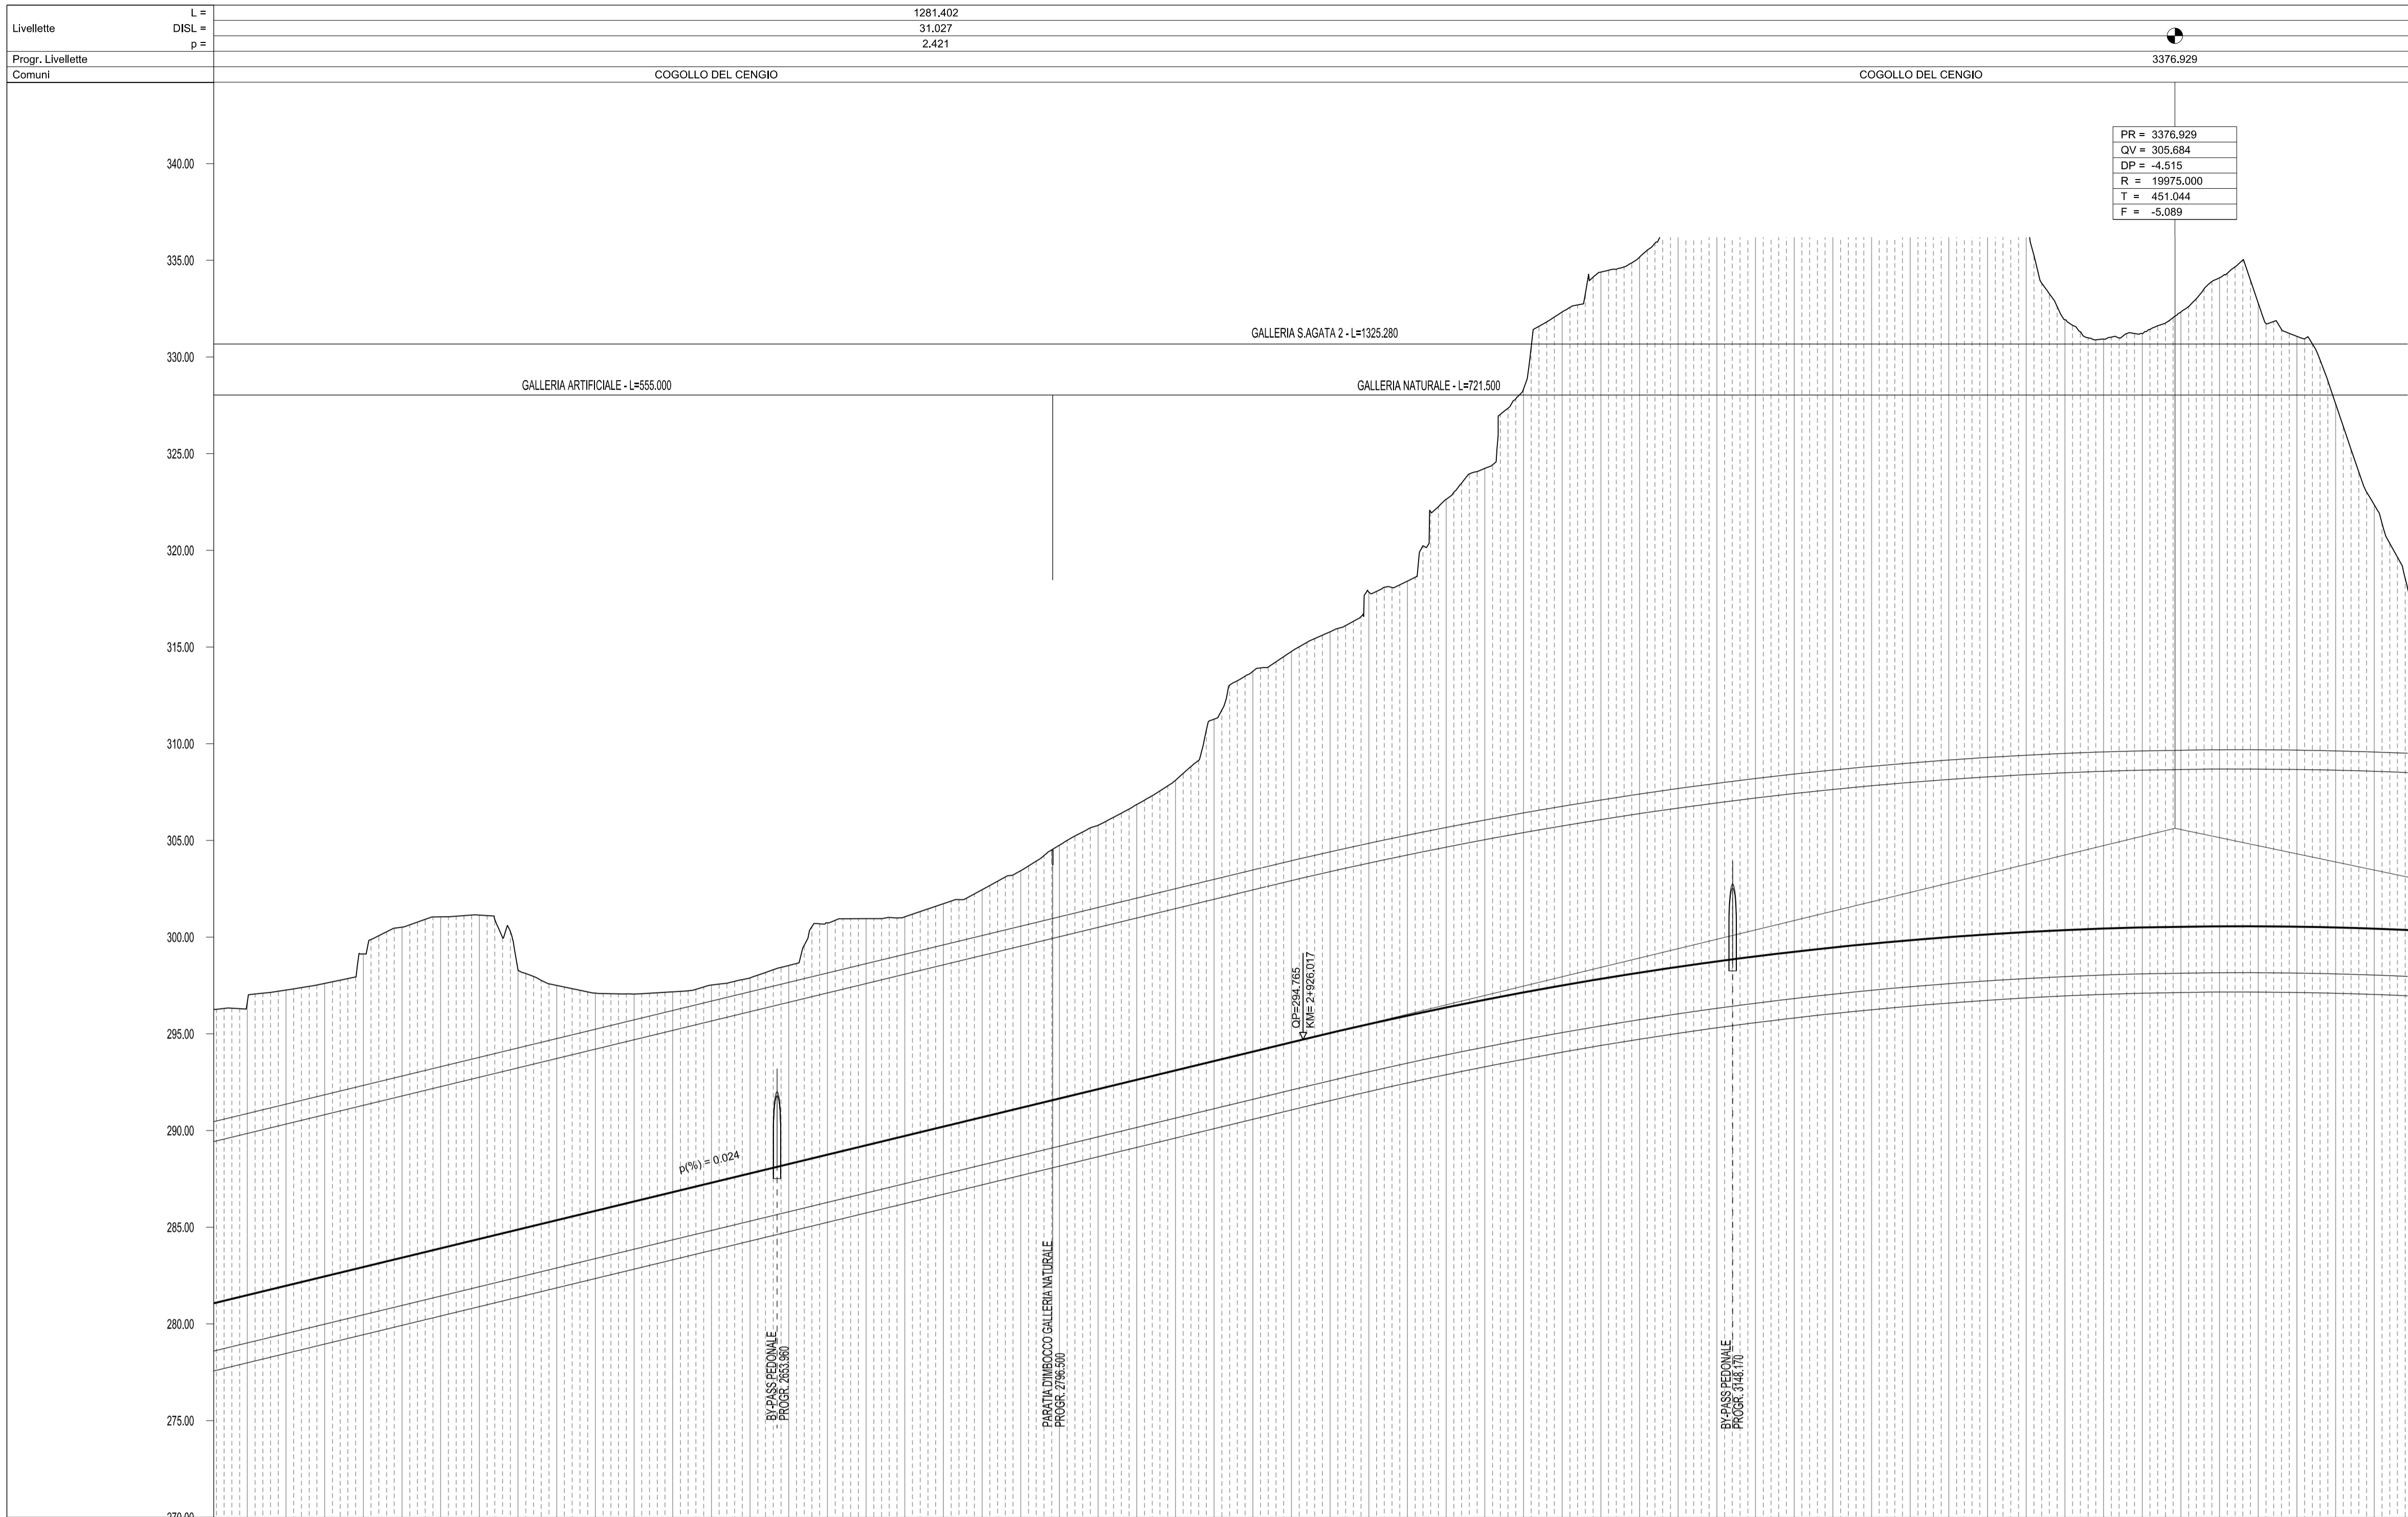 L =
1281.402
Livellette
DISL =
31.027
p =
2.421
Progr. Livellette
3376.929
Comuni
COGOLLO DEL CENGIO
COGOLLO DEL CENGIO
PR = 3376.929
QV = 305.684
DP = -4.515
R = 19975.000
T = 451.044
F = -5.089
340.00
335.00
GALLERIA S.AGATA 2 - L=1325.280
330.00
GALLERIA ARTIFICIALE - L=555.000
GALLERIA NATURALE - L=721.500
325.00
320.00
315.00
310.00
305.00
300.00
QP=294.765
KM= 2+926.017
295.00
290.00
p(%) = 0.024
285.00
280.00
BY-PASS PEDONALE
PROGR. 2653.960
PARATIA D'IMBOCCO GALLERIA NATURALE
PROGR. 2796.500
BY-PASS PEDONALE
PROGR. 3148.170
275.00
270.00